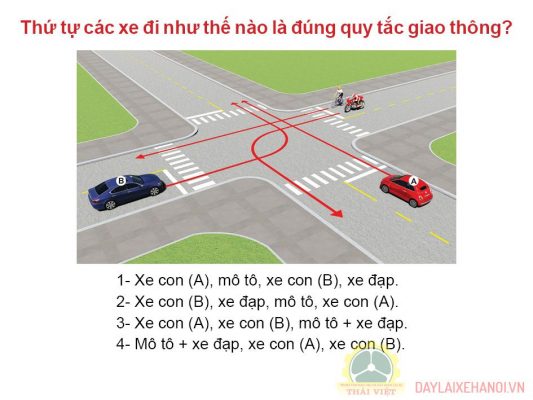 Thứ tự các xe đi như thế nào là đúng quy tắc giao thông?
B
A
1- Xe con (A), mô tô, xe con (B), xe đạp.
2- Xe con (B), xe đạp, mô tô, xe con (A).
3- Xe con (A), xe con (B), mô tô + xe đạp.
4- Mô tô + xe đạp, xe con (A), xe con (B).
THÁI VIỆT
DAYLAIXEHANOI.VN